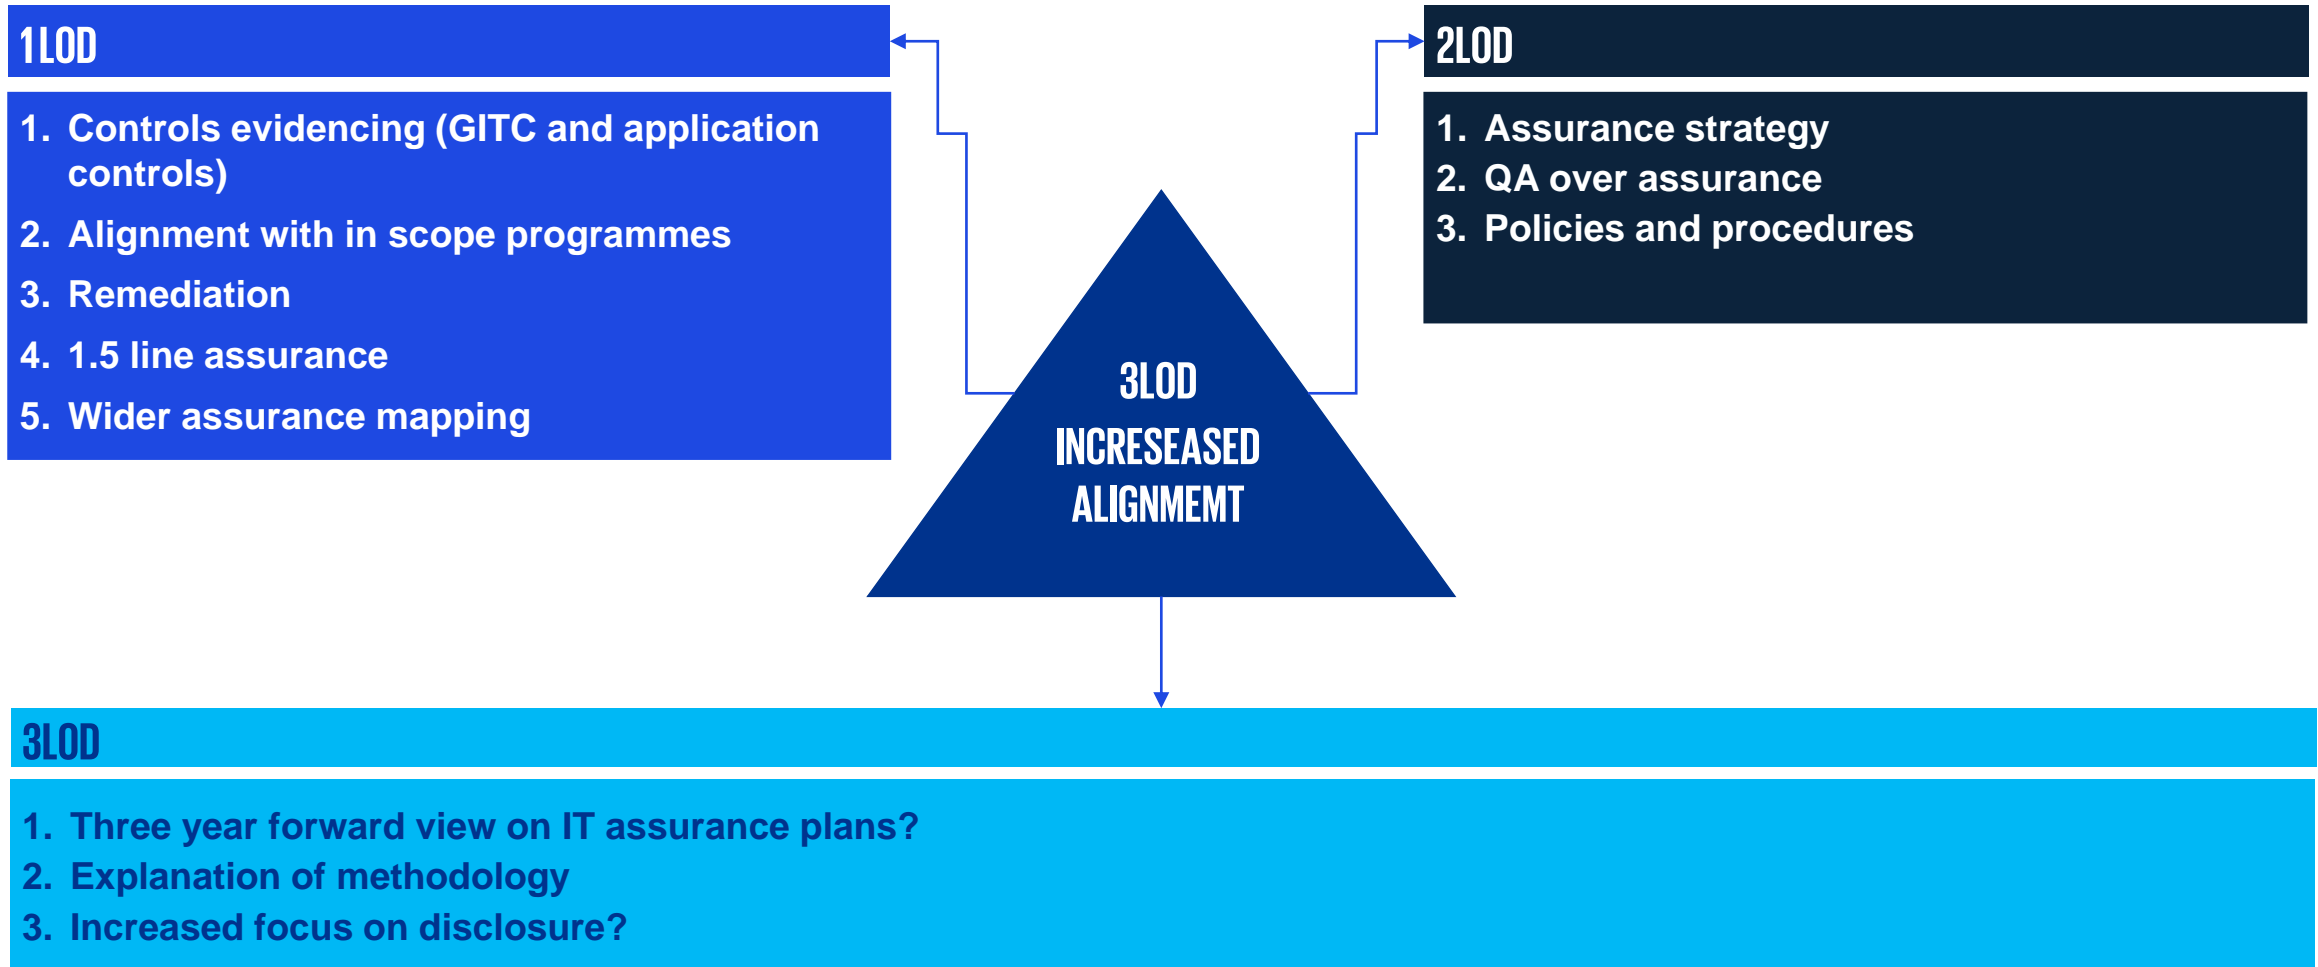 1LOD
1. Controls evidencing (GITC and application
controls)
2. Alignment with in scope programmes
3. Remediation
4. 1.5 line assurance
5. Wider assurance mapping
2LOD
1. Assurance strategy
2. QA over assurance
3. Policies and procedures
3LOD
INCRESEASED
ALIGNMEMT
3LOD
1. Three year forward view on IT assurance plans?
2. Explanation of methodology
3. Increased focus on disclosure?